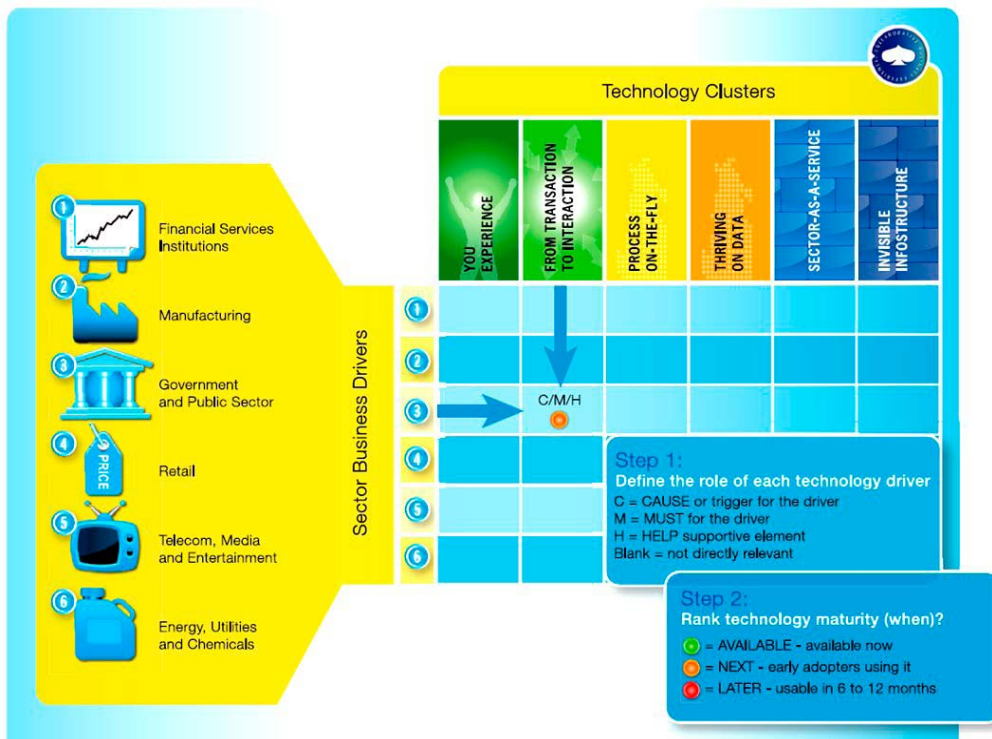 Technology Clusters
YOU
EXPERIENCE
FROM TRANSACTION
TO INTERACTION
PROCESS
ON-THE-FLY
THRIVING
ON DATA
SECTOR-AS-A-SERVICE
INVISIBLE
INFOSTRUCTURE
1
Financial Services
Institutions
2
Manufacturing
3
Government
and Public Sector
4
PRICE
Retail
5
Telecom, Media
and Entertainment
6
Energy, Utilities
and Chemicals
Sector Business Drivers
1
2
3
C/M/H
4
5
6
Step 1:
Define the role of each technology driver
C = CAUSE or trigger for the driver
M = MUST for the driver
H = HELP supportive element
Blank = not directly relevant
Step 2:
Rank technology maturity (when)?
= AVAILABLE - available now
= NEXT - early adopters using it
= LATER - usable in 6 to 12 months